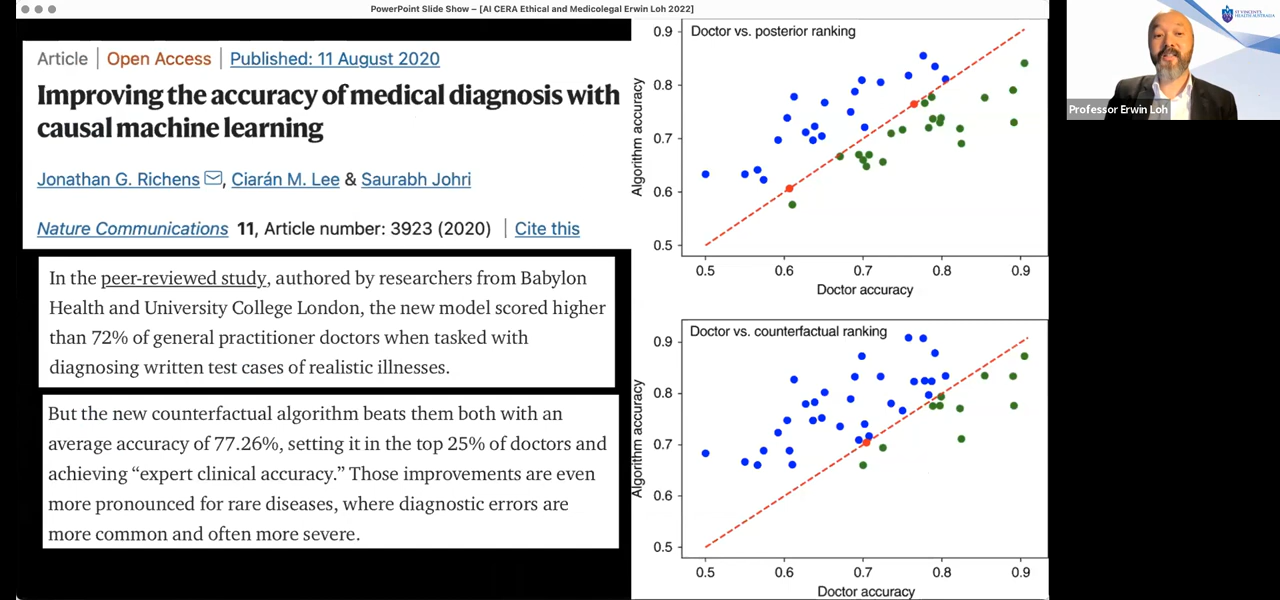 PowerPoint Slide Show – [AI CERA Ethical and Medicolegal Erwin Loh 2022]
Article | Open Access | Published: 11 August 2020
Improving the accuracy of medical diagnosis with
causal machine learning
Jonathan G. Richens, Ciarán M. Lee & Saurabh Johri
Nature Communications 11, Article number: 3923 (2020) | Cite this
In the peer-reviewed study, authored by researchers from Babylon
Health and University College London, the new model scored higher
than 72% of general practitioner doctors when tasked with
diagnosing written test cases of realistic illnesses.
But the new counterfactual algorithm beats them both with an
average accuracy of 77.26%, setting it in the top 25% of doctors and
achieving “expert clinical accuracy.” Those improvements are even
more pronounced for rare diseases, where diagnostic errors are
more common and often more severe.
Doctor vs. posterior ranking
Algorithm accuracy
0.9
0.8
0.7
0.6
0.5
0.5 0.6 0.7 0.8 0.9
Doctor accuracy
Doctor vs. counterfactual ranking
Algorithm accuracy
0.9
0.8
0.7
0.6
0.5
0.5 0.6 0.7 0.8 0.9
Doctor accuracy
ST VINCENT'S
HEALTH AUSTRALIA
Professor Erwin Loh